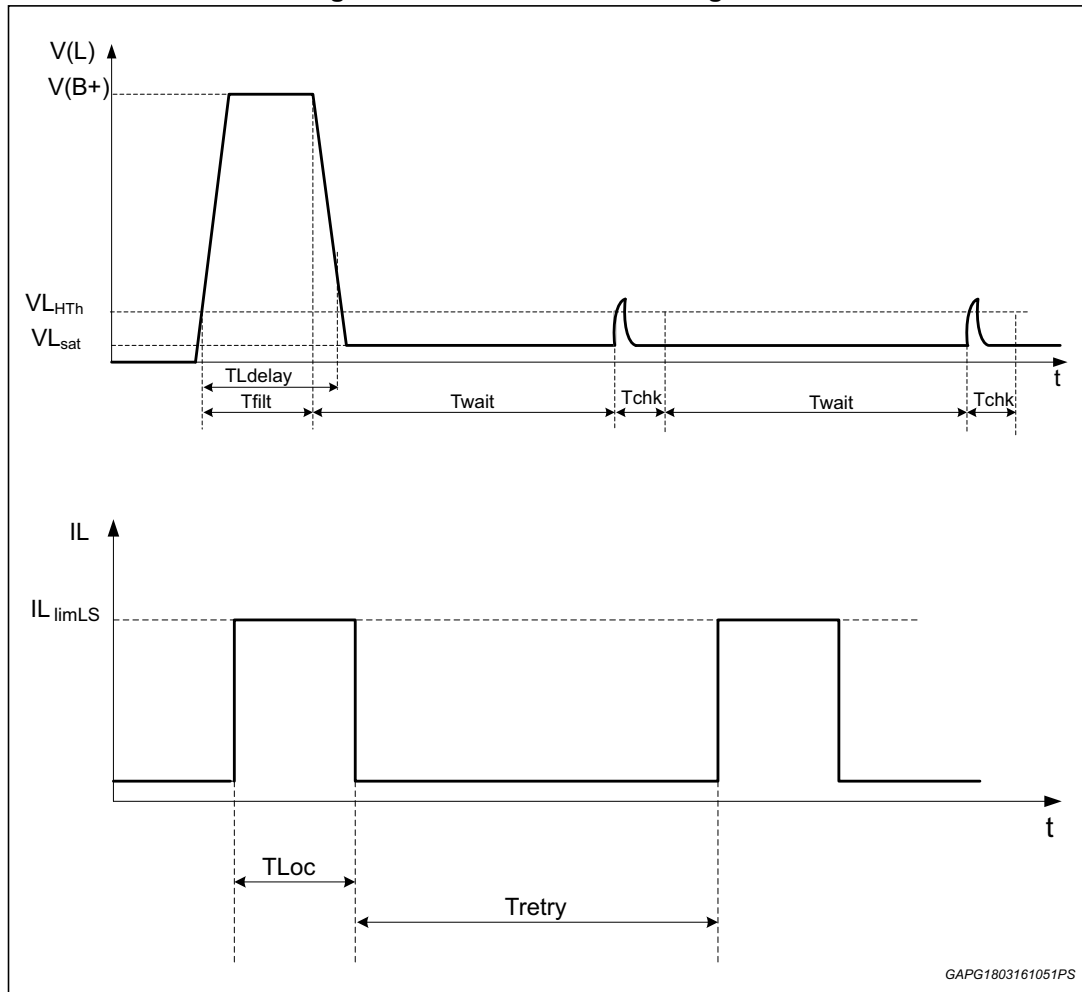 V(L)
V(B+)
VLHTh
VLsat
t
TLdelay
Tfilt
Twait
Tchk
Twait
Tchk
IL
IL limLS
t
TLoc
Tretry
GAPG1803161051PS